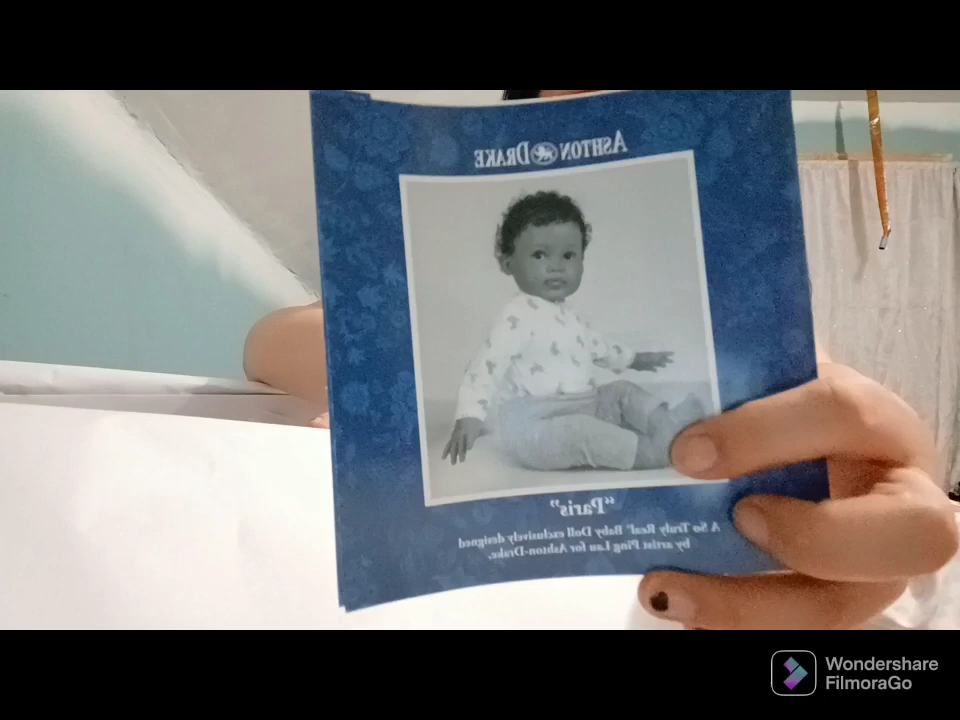 ASHTON DRAKE
“Paris”
A So Truly Real® Baby Doll exclusively designed
by artist Ping Lau for Ashton-Drake.
Wondershare
FilmoraGo